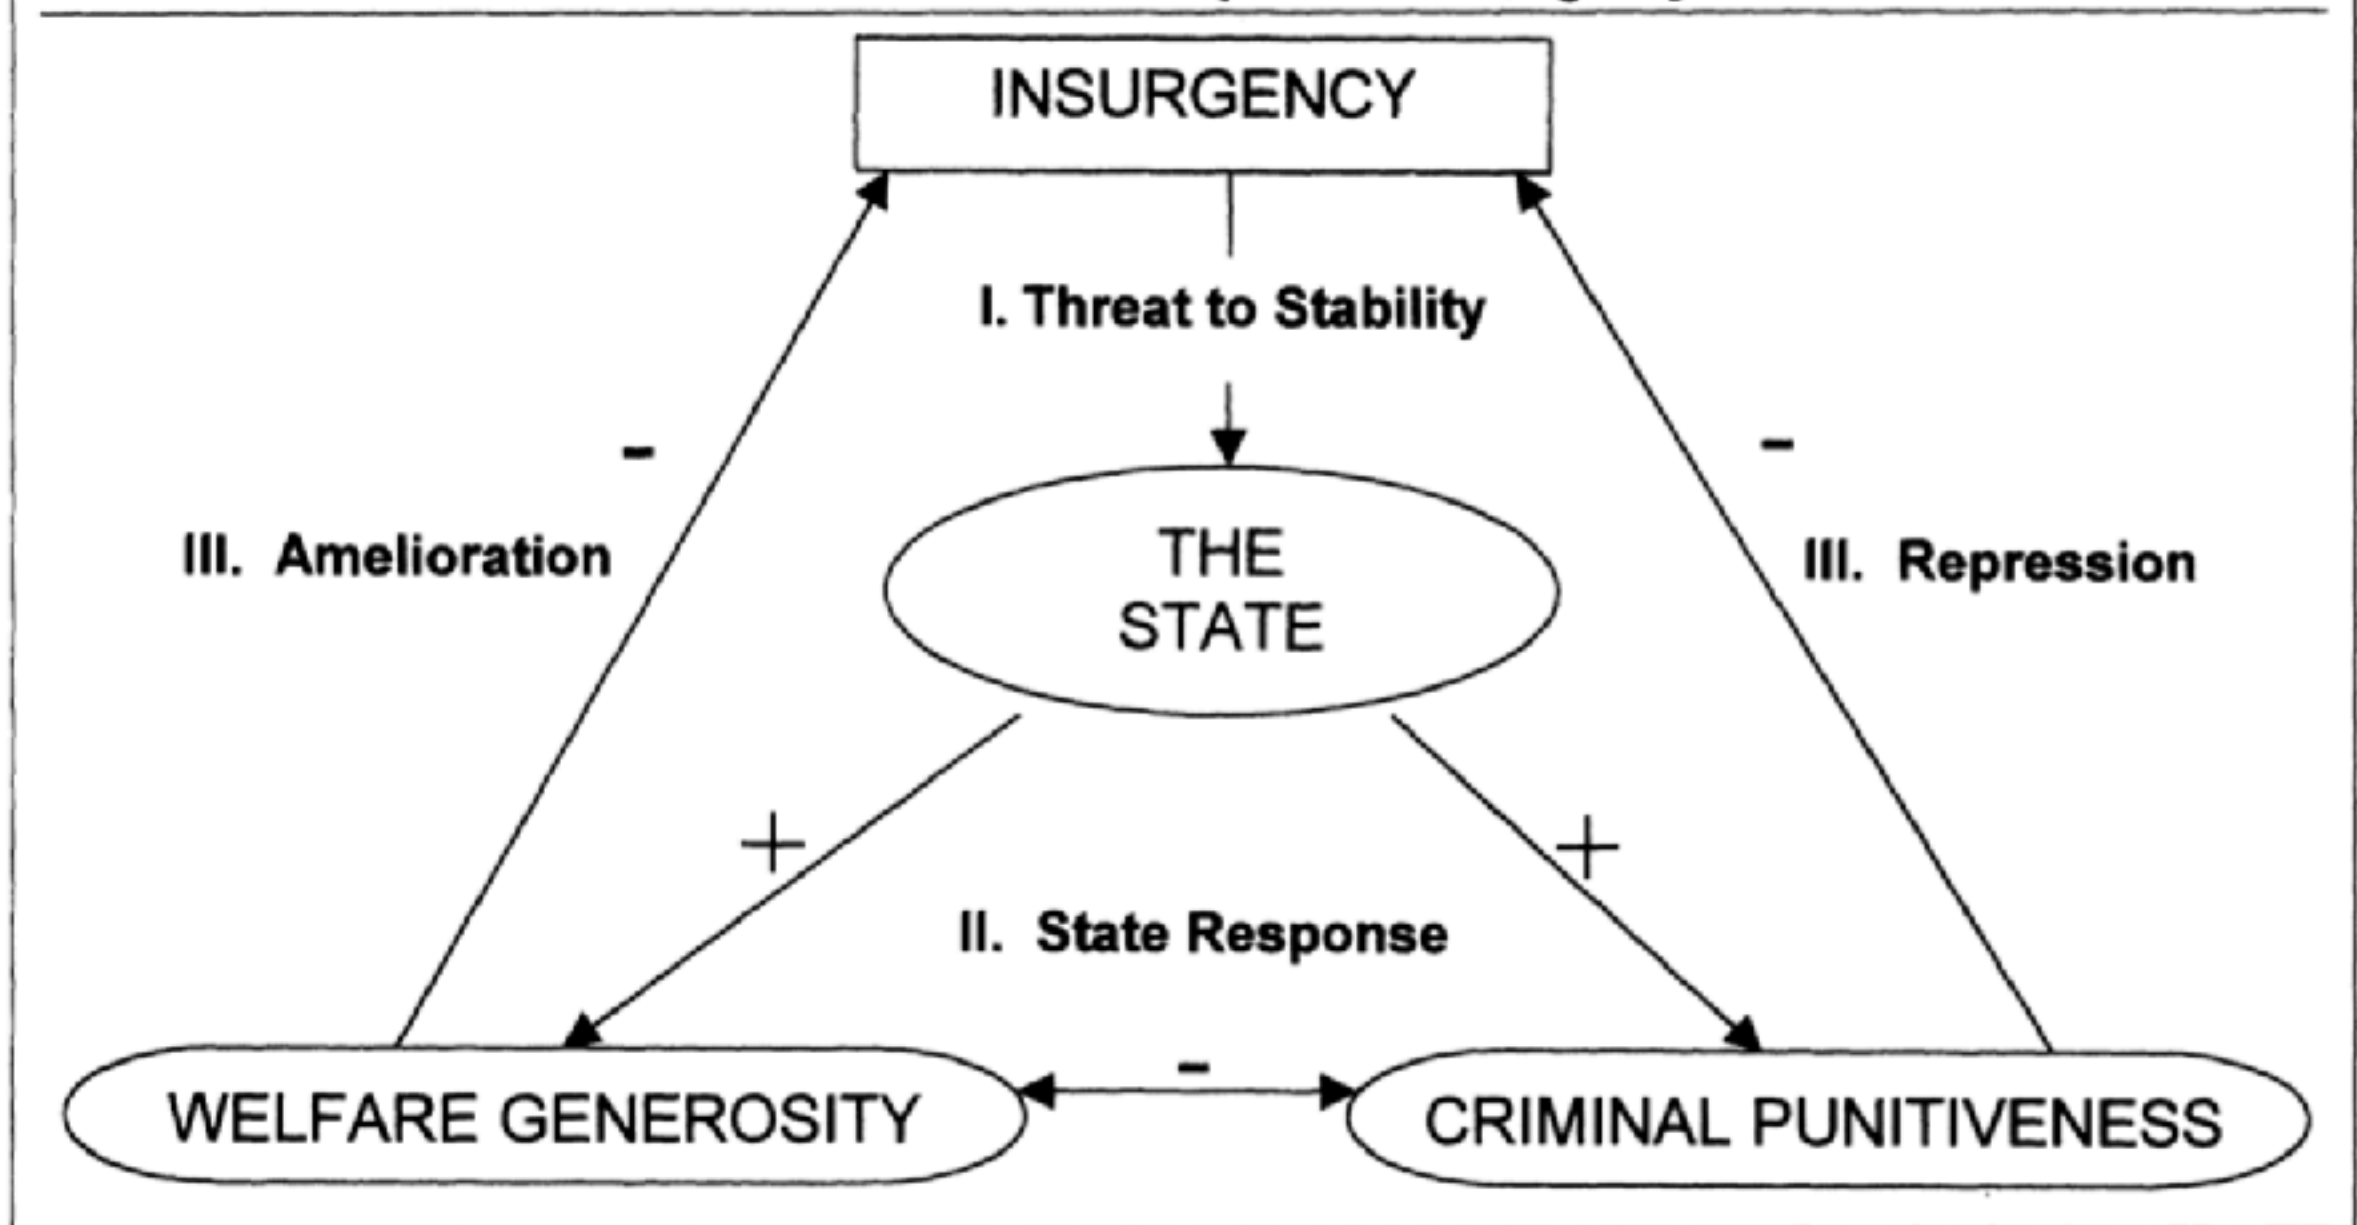 INSURGENCY
I. Threat to Stability
-
-
THE
STATE
III. Amelioration
III. Repression
+
+
II. State Response
-
WELFARE GENEROSITY
CRIMINAL PUNITIVENESS